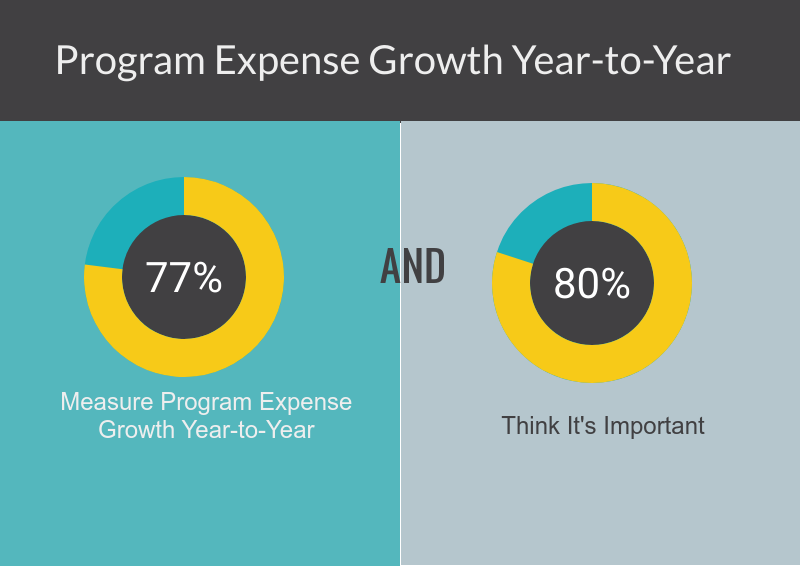 Program Expense Growth Year-to-Year
77%
Measure Program Expense
Growth Year-to-Year
AND
80%
Think It's Important